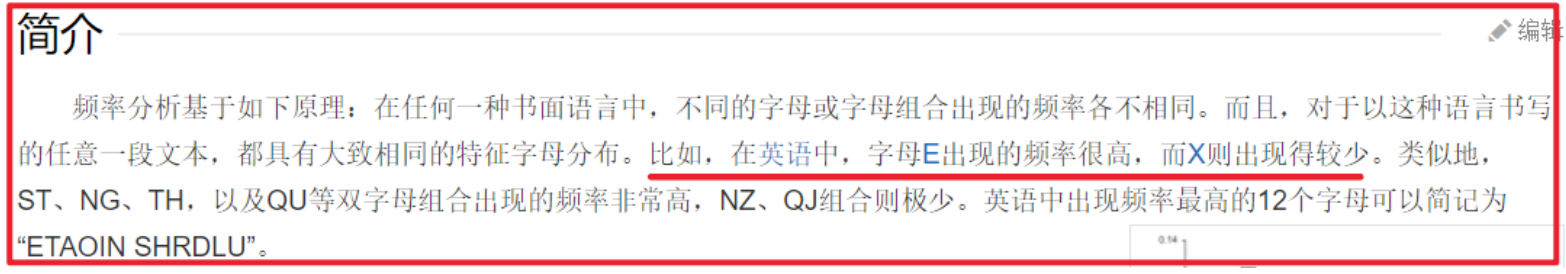 简介
编辑
频率分析基于如下原理：在任何一种书面语言中，不同的字母或字母组合出现的频率各不相同。而且，对于以这种语言书写
的任意一段文本，都具有大致相同的特征字母分布。比如，在英语中，字母E出现的频率很高，而X则出现得较少。类似地，
ST、NG、TH，以及QU等双字母组合出现的频率非常高，NZ、QJ组合则极少。英语中出现频率最高的12个字母可以简记为
“ETAOIN SHRDLU”。
0.14